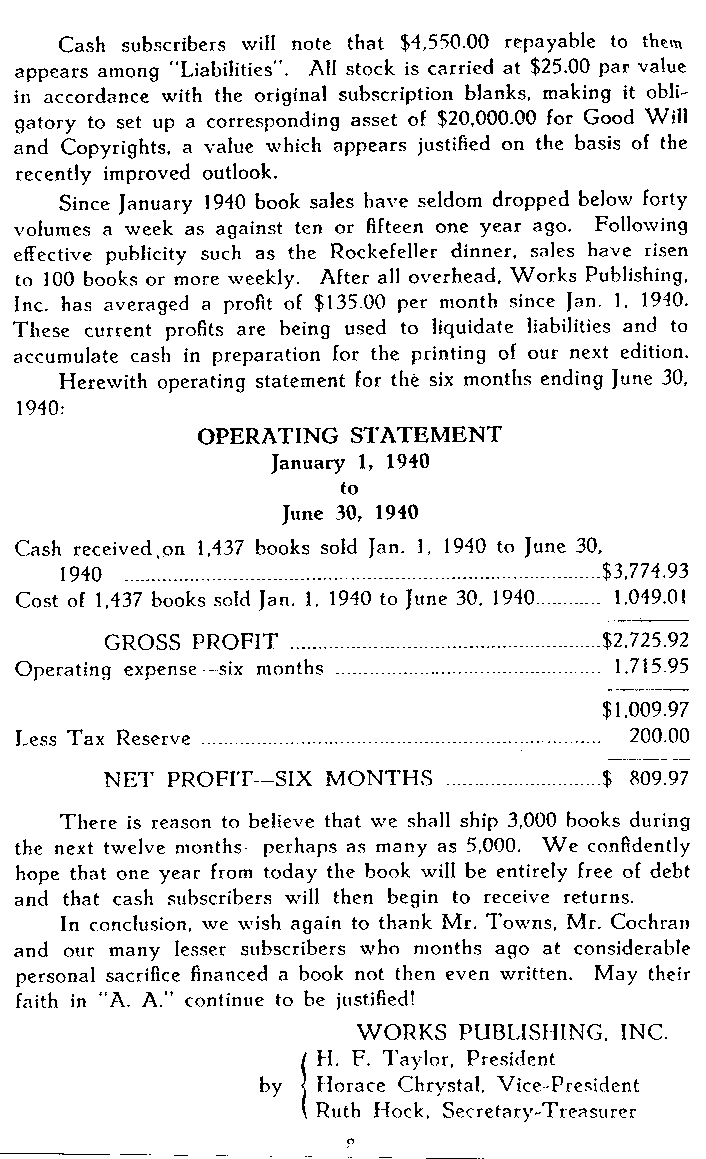 Cash subscribers will note that $4,550.00 repayable to them
appears among "Liabilities". All stock is carried at $25.00 par value
in accordance with the original subscription blanks, making it obli-
gatory to set up a corresponding asset of $20,000.00 for Good Will
and Copyrights, a value which appears justified on the basis of the
recently improved outlook.
Since January 1940 book sales have seldom dropped below forty
volumes a week as against ten or fifteen one year ago. Following
effective publicity such as the Rockefeller dinner, sales have risen
to 100 books or more weekly. After all overhead, Works Publishing,
Inc. has averaged a profit of $135.00 per month since Jan. 1, 1940.
These current profits are being used to liquidate liabilities and to
accumulate cash in preparation for the printing of our next edition.
Herewith operating statement for the six months ending June 30,
1940:
OPERATING STATEMENT
January 1, 1940
to
June 30, 1940
Cash received on 1,437 books sold Jan. 1, 1940 to June 30,
1940 ........ $3,774.93
Cost of 1,437 books sold Jan. 1, 1940 to June 30, 1940 ........ 1,049.01
GROSS PROFIT ........ $2,725.92
Operating expense—six months ........ 1,715.95
$1,009.97
Less Tax Reserve ........ 200.00
NET PROFIT—SIX MONTHS ........ $ 809.97
There is reason to believe that we shall ship 3,000 books during
the next twelve months- perhaps as many as 5,000. We confidently
hope that one year from today the book will be entirely free of debt
and that cash subscribers will then begin to receive returns.
In conclusion, we wish again to thank Mr. Towns, Mr. Cochran
and our many lesser subscribers who months ago at considerable
personal sacrifice financed a book not then even written. May their
faith in "A. A." continue to be justified!
WORKS PUBLISHING, INC.
H. F. Taylor, President
by Horace Chrystal, Vice-President
Ruth Hock, Secretary-Treasurer